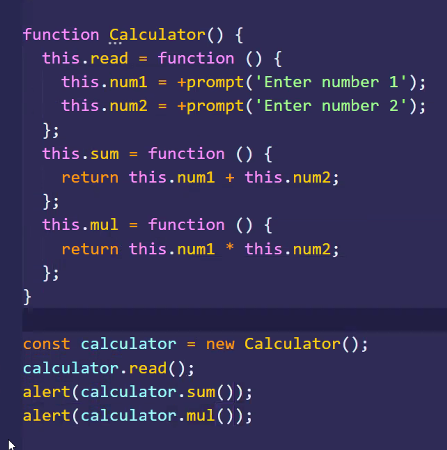 function Calculator() {
  this.read = function () {
    this.num1 = +prompt('Enter number 1');
    this.num2 = +prompt('Enter number 2');
  };
  this.sum = function () {
    return this.num1 + this.num2;
  };
  this.mul = function () {
    return this.num1 * this.num2;
  };
}

const calculator = new Calculator();
calculator.read();
alert(calculator.sum());
alert(calculator.mul());